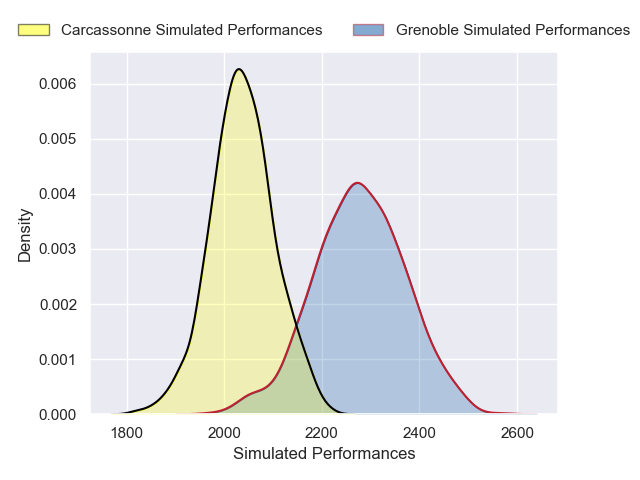 Carcassonne Simulated Performances Grenoble Simulated Performances
0.006
0.005
0.004
0.003
0.002
0.001
0.000
Density
1800 2000 2200 2400 2600
Simulated Performances